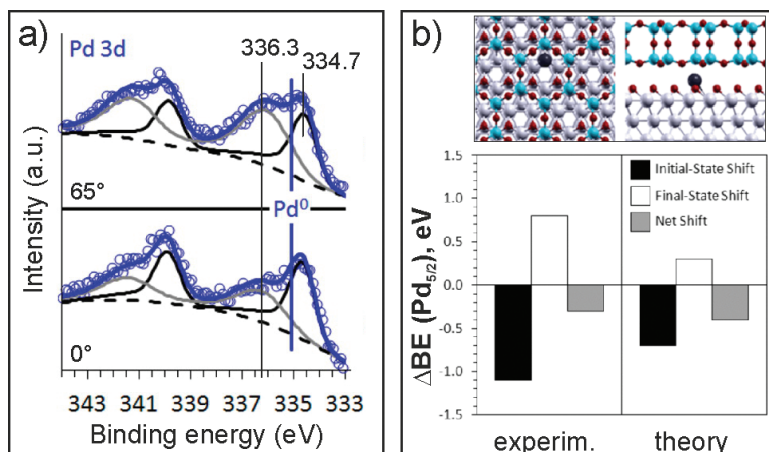 a)
Pd 3d
336.3
334.7
65°
Pd⁰
0°
Intensity (a.u.)
343 341 339 337 335 333
Binding energy (eV)
b)
1.5
1.0
0.5
0.0
-0.5
-1.0
-1.5
ΔBE (Pd5/2), eV
Initial-State Shift
Final-State Shift
Net Shift
experim. theory